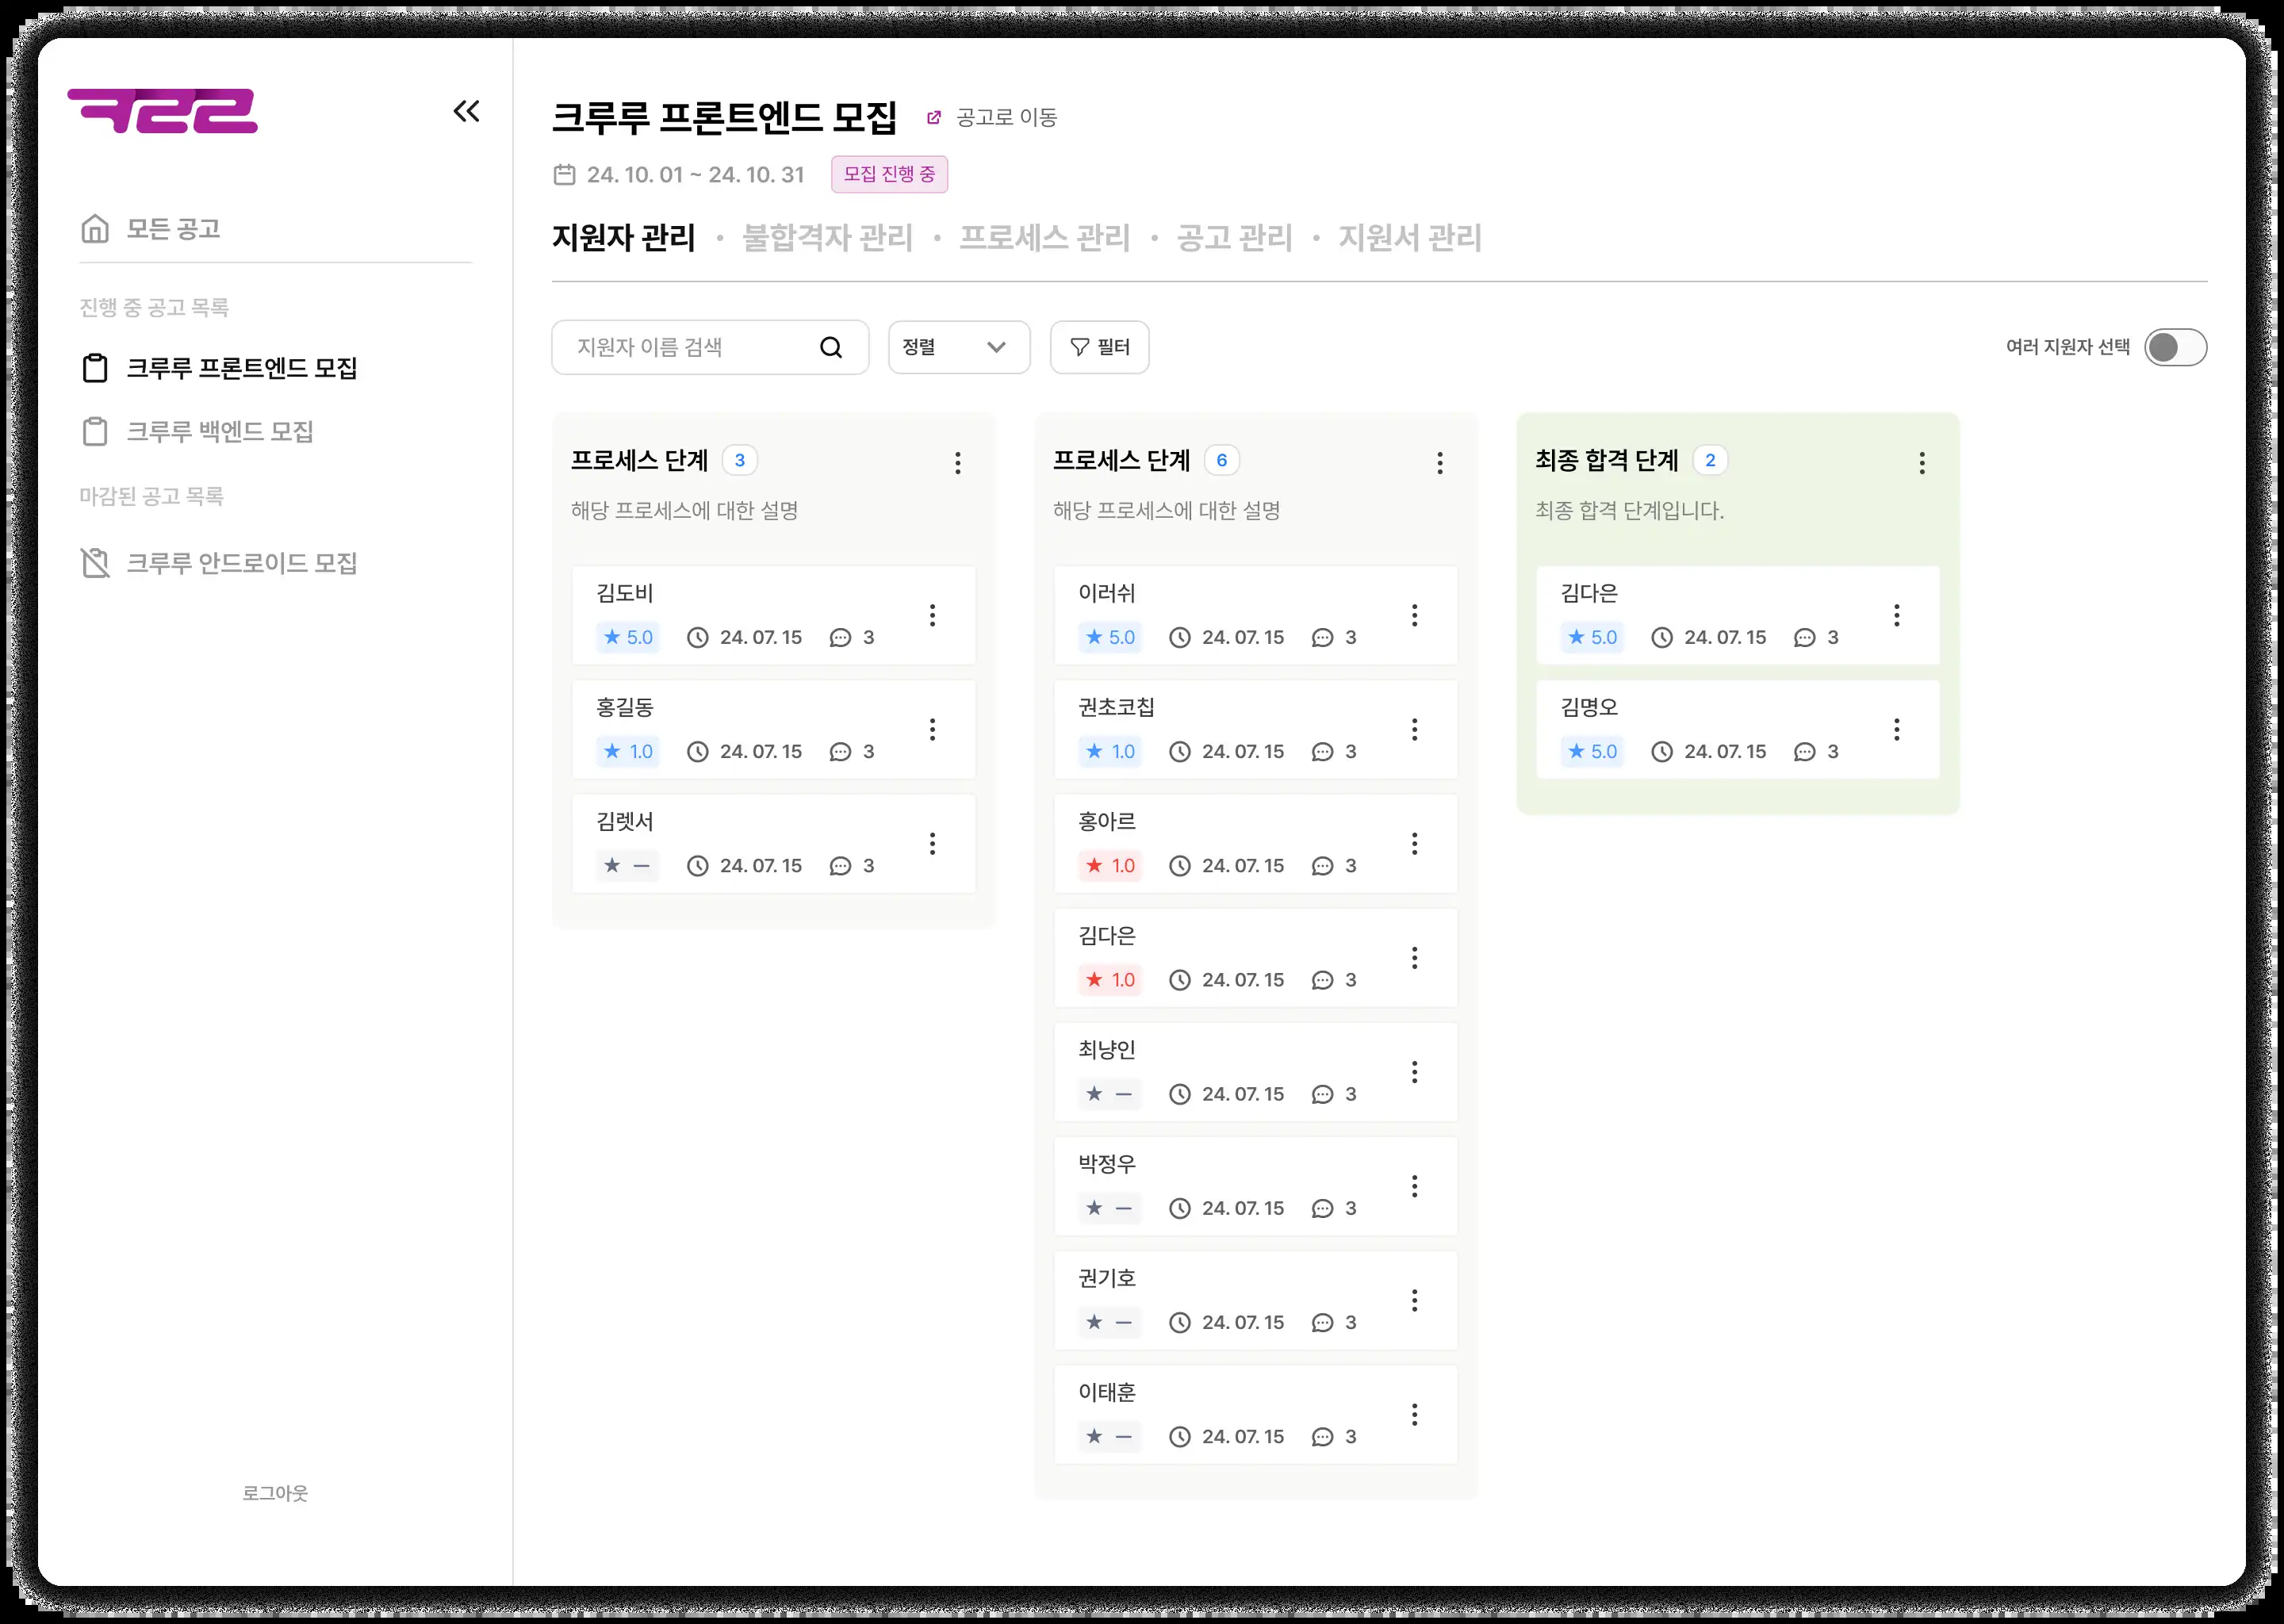 ㅋㄹㄹ
모든 공고
진행 중 공고 목록
크루루 프론트엔드 모집
크루루 백엔드 모집
마감된 공고 목록
크루루 안드로이드 모집
로그아웃
크루루 프론트엔드 모집 공고로 이동
24. 10. 01 ~ 24. 10. 31 모집 진행 중
지원자 관리 • 불합격자 관리 • 프로세스 관리 • 공고 관리 • 지원서 관리
지원자 이름 검색 정렬 필터 여러 지원자 선택
프로세스 단계 3
해당 프로세스에 대한 설명
김도비
★ 5.0 24. 07. 15 3
홍길동
★ 1.0 24. 07. 15 3
김렛서
★ – 24. 07. 15 3
프로세스 단계 6
해당 프로세스에 대한 설명
이러쉬
★ 5.0 24. 07. 15 3
권초코칩
★ 1.0 24. 07. 15 3
홍아르
★ 1.0 24. 07. 15 3
김다은
★ 1.0 24. 07. 15 3
최냥인
★ – 24. 07. 15 3
박정우
★ – 24. 07. 15 3
권기호
★ – 24. 07. 15 3
이태훈
★ – 24. 07. 15 3
최종 합격 단계 2
최종 합격 단계입니다.
김다은
★ 5.0 24. 07. 15 3
김명오
★ 5.0 24. 07. 15 3